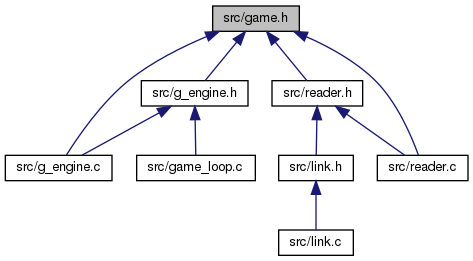 src/game.h
src/g_engine.h
src/reader.h
src/g_engine.c
src/game_loop.c
src/link.h
src/reader.c
src/link.c